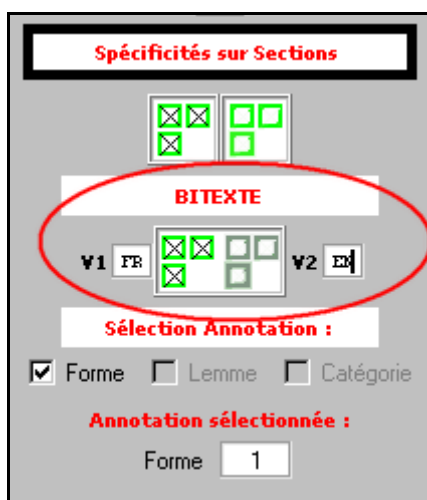 Spécificités sur Sections
BITEXTE
V1 FR V2 EN
Sélection Annotation :
Forme Lemme Catégorie
Annotation sélectionnée :
Forme 1